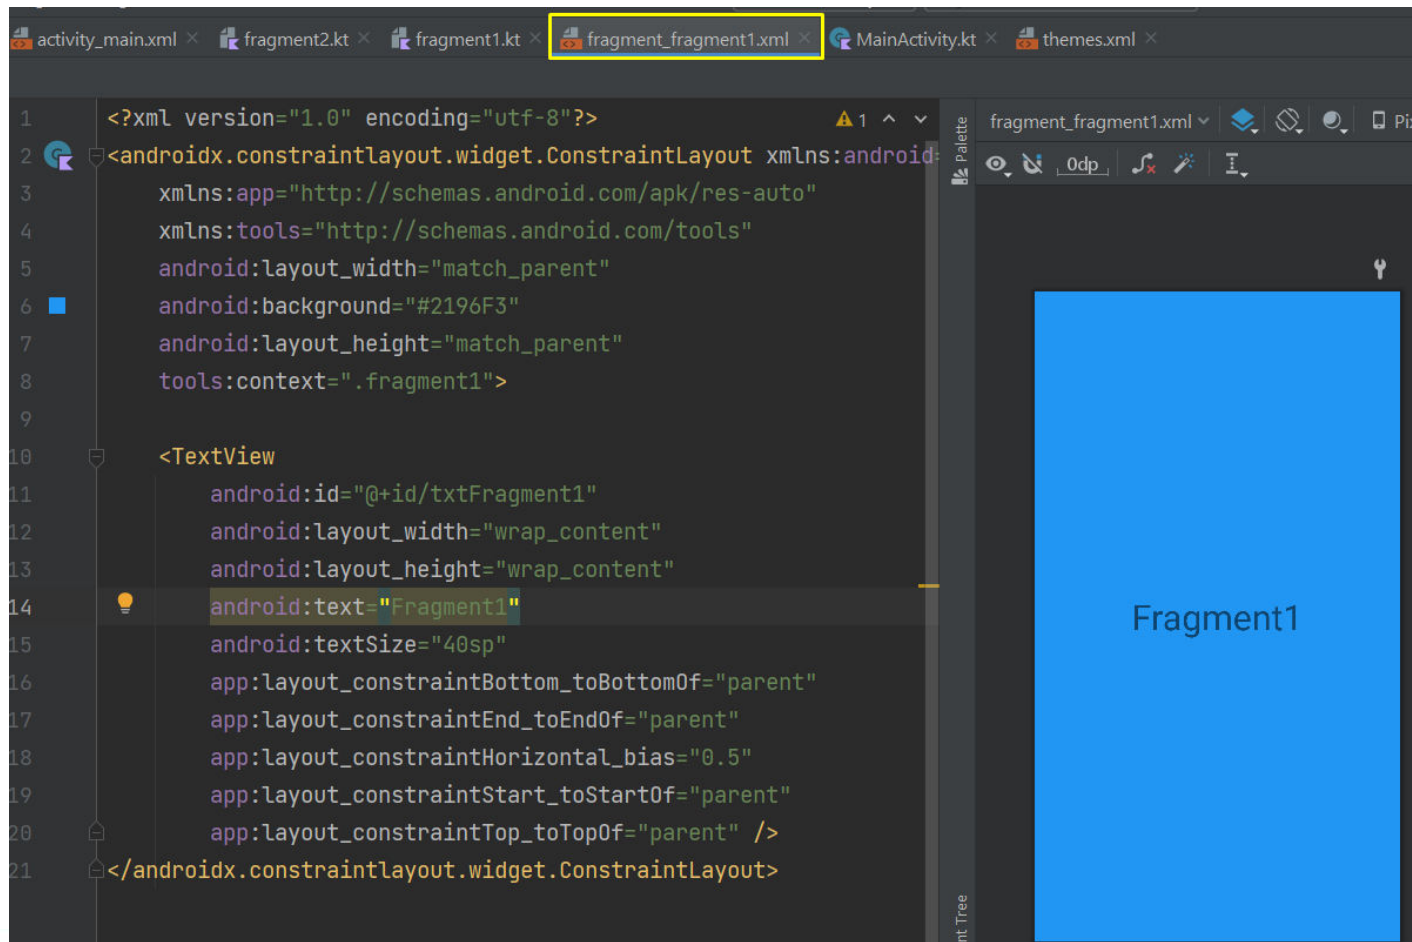 activity_main.xml fragment2.kt fragment1.kt fragment_fragment1.xml MainActivity.kt themes.xml
1 <?xml version="1.0" encoding="utf-8"?>
1
2 <androidx.constraintlayout.widget.ConstraintLayout xmlns:android=
3 xmlns:app="http://schemas.android.com/apk/res-auto"
4 xmlns:tools="http://schemas.android.com/tools"
5 android:layout_width="match_parent"
6 android:background="#2196F3"
7 android:layout_height="match_parent"
8 tools:context=".fragment1">
9
10 <TextView
11 android:id="@+id/txtFragment1"
12 android:layout_width="wrap_content"
13 android:layout_height="wrap_content"
14 android:text="Fragment1"
15 android:textSize="40sp"
16 app:layout_constraintBottom_toBottomOf="parent"
17 app:layout_constraintEnd_toEndOf="parent"
18 app:layout_constraintHorizontal_bias="0.5"
19 app:layout_constraintStart_toStartOf="parent"
20 app:layout_constraintTop_toTopOf="parent" />
21 </androidx.constraintlayout.widget.ConstraintLayout>
Palette
Tree
fragment_fragment1.xml
0dp
Fragment1